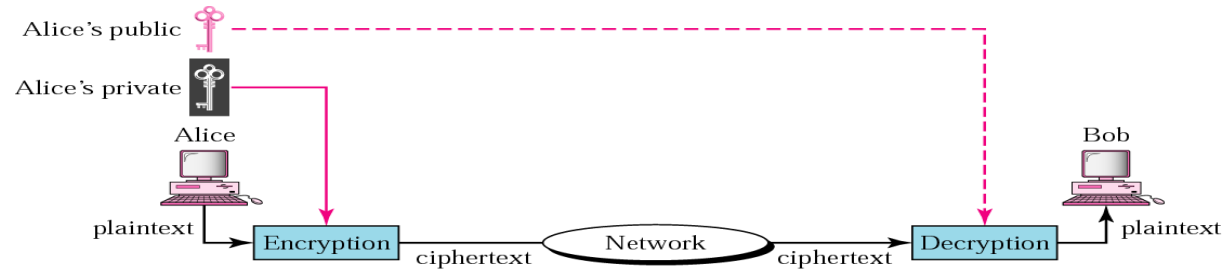 Alice's public
Alice's private
Alice
Bob
plaintext
Encryption
ciphertext
Network
ciphertext
Decryption
plaintext